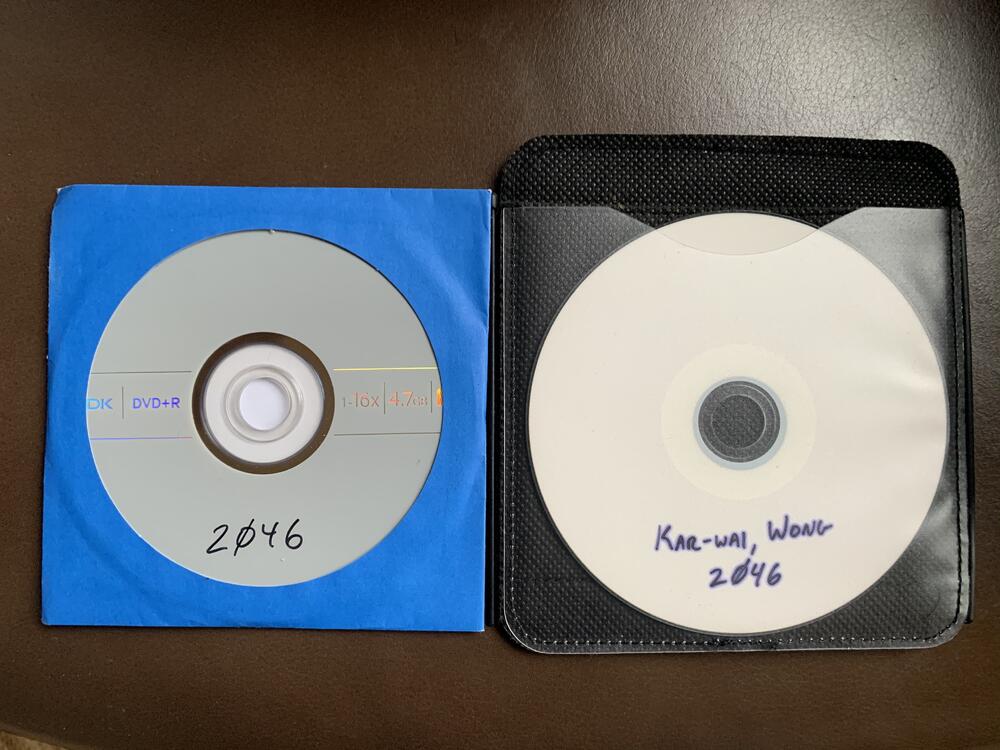 DK DVD+R 1-16x 4.7GB
2Ø46
KAR-WAI, WONG
2Ø46